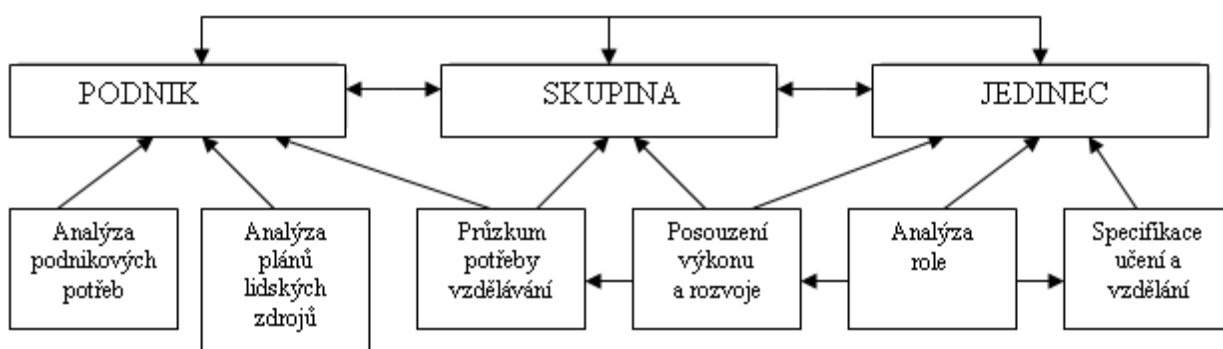 PODNIK
SKUPINA
JEDINEC
Analýza
podnikových
potřeb
Analýza
plánů
lidských
zdrojů
Průzkum
potřeby
vzdělávání
Posouzení
výkonu
a rozvoje
Analýza
role
Specifikace
učení a
vzdělání